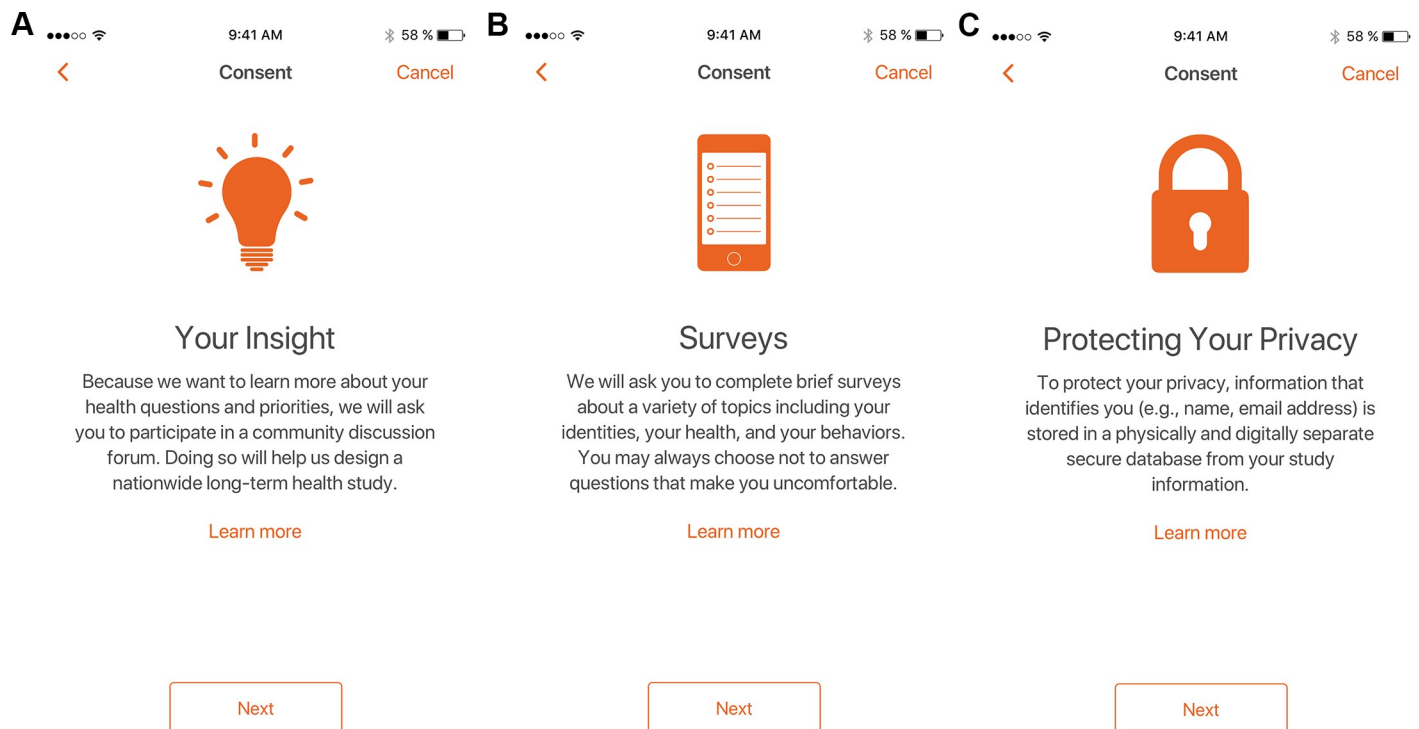 A
9:41 AM
58 %
Consent
Cancel
Your Insight
Because we want to learn more about your
health questions and priorities, we will ask
you to participate in a community discussion
forum. Doing so will help us design a
nationwide long-term health study.
Learn more
Next
B
9:41 AM
58 %
Consent
Cancel
Surveys
We will ask you to complete brief surveys
about a variety of topics including your
identities, your health, and your behaviors.
You may always choose not to answer
questions that make you uncomfortable.
Learn more
Next
C
9:41 AM
58 %
Consent
Cancel
Protecting Your Privacy
To protect your privacy, information that
identifies you (e.g., name, email address) is
stored in a physically and digitally separate
secure database from your study
information.
Learn more
Next